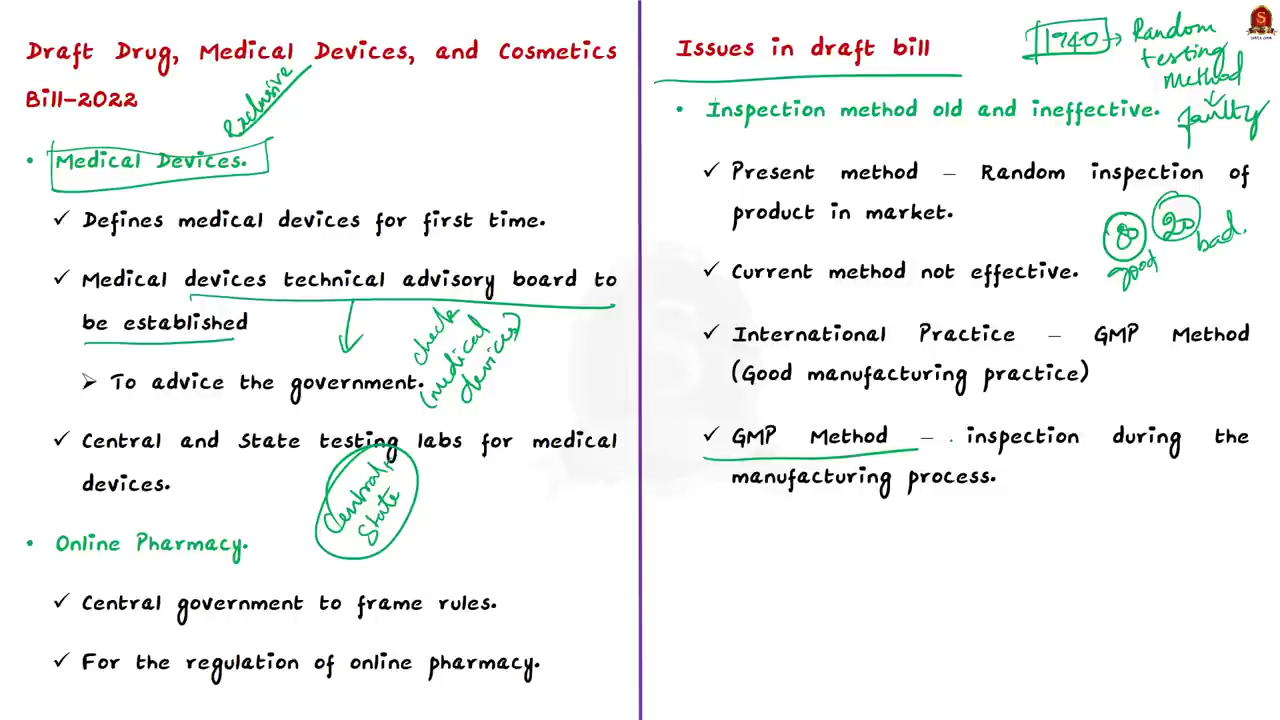 Draft Drug, Medical Devices, and Cosmetics
Bill-2022
Exclusive
• Medical Devices.
✓ Defines medical devices for first time.
✓ Medical devices technical advisory board to
be established
check
(medical
devices)
➤ To advice the government.
✓ Central and State testing labs for medical
devices.
Central
State
• Online Pharmacy.
✓ Central government to frame rules.
✓ For the regulation of online pharmacy.
Issues in draft bill
1940 → Random
testing
Method
faulty
• Inspection method old and ineffective.
✓ Present method – Random inspection of
product in market.
80 20
good bad.
✓ Current method not effective.
✓ International Practice – GMP Method
(Good manufacturing practice)
✓ GMP Method – inspection during the
manufacturing process.